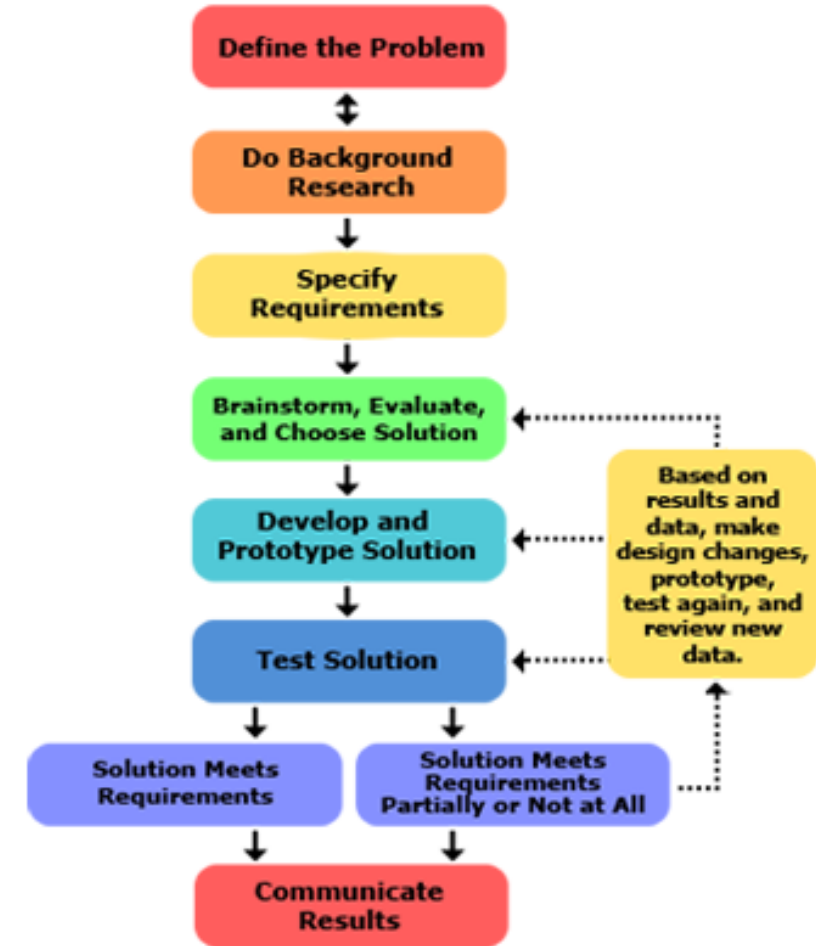 Define the Problem
Do Background
Research
Specify
Requirements
Brainstorm, Evaluate,
and Choose Solution
Develop and
Prototype Solution
Test Solution
Based on
results and
data, make
design changes,
prototype,
test again, and
review new
data.
Solution Meets
Requirements
Solution Meets
Requirements
Partially or Not at All
Communicate
Results